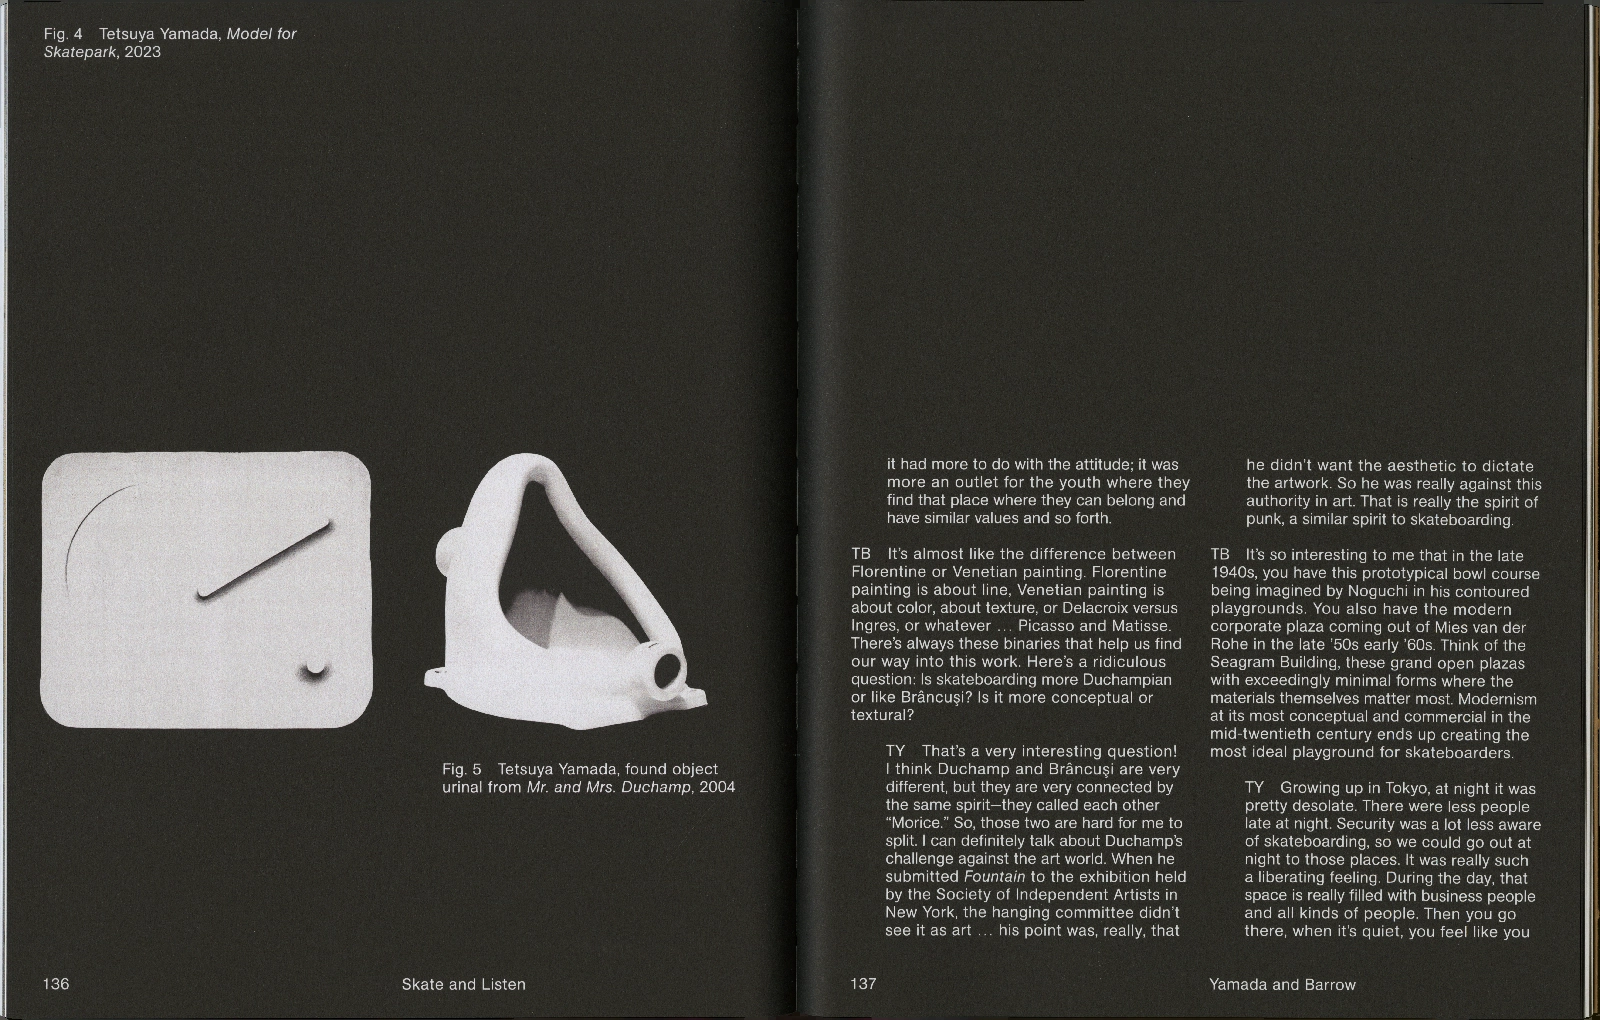 Fig. 4 Tetsuya Yamada, Model for
Skatepark, 2023
Fig. 5 Tetsuya Yamada, found object
urinal from Mr. and Mrs. Duchamp, 2004
136
Skate and Listen
it had more to do with the attitude; it was
more an outlet for the youth where they
find that place where they can belong and
have similar values and so forth.
TB It's almost like the difference between
Florentine or Venetian painting. Florentine
painting is about line, Venetian painting is
about color, about texture, or Delacroix versus
Ingres, or whatever … Picasso and Matisse.
There's always these binaries that help us find
our way into this work. Here's a ridiculous
question: Is skateboarding more Duchampian
or like Brâncuşi? Is it more conceptual or
textural?
TY That's a very interesting question!
I think Duchamp and Brâncuşi are very
different, but they are very connected by
the same spirit—they called each other
“Morice.” So, those two are hard for me to
split. I can definitely talk about Duchamp's
challenge against the art world. When he
submitted Fountain to the exhibition held
by the Society of Independent Artists in
New York, the hanging committee didn't
see it as art … his point was, really, that
he didn't want the aesthetic to dictate
the artwork. So he was really against this
authority in art. That is really the spirit of
punk, a similar spirit to skateboarding.
TB It's so interesting to me that in the late
1940s, you have this prototypical bowl course
being imagined by Noguchi in his contoured
playgrounds. You also have the modern
corporate plaza coming out of Mies van der
Rohe in the late '50s early '60s. Think of the
Seagram Building, these grand open plazas
with exceedingly minimal forms where the
materials themselves matter most. Modernism
at its most conceptual and commercial in the
mid-twentieth century ends up creating the
most ideal playground for skateboarders.
TY Growing up in Tokyo, at night it was
pretty desolate. There were less people
late at night. Security was a lot less aware
of skateboarding, so we could go out at
night to those places. It was really such
a liberating feeling. During the day, that
space is really filled with business people
and all kinds of people. Then you go
there, when it's quiet, you feel like you
137
Yamada and Barrow